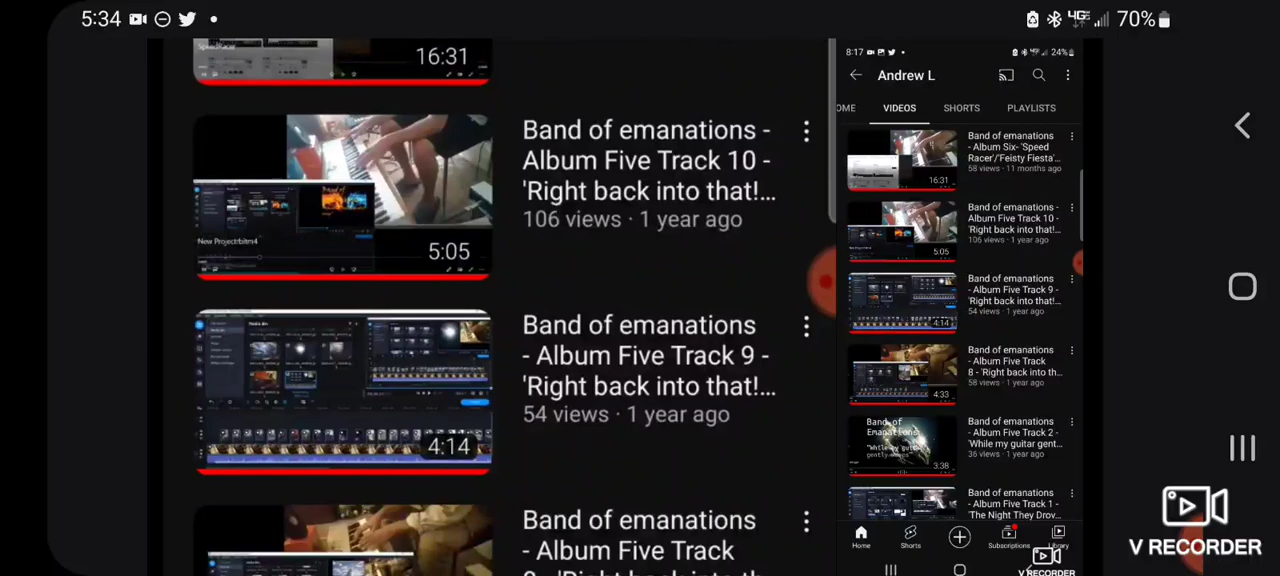 5:34
4G
70%
SpeedRacer
16:31
Band of emanations -
Album Five Track 10 -
'Right back into that!...
106 views · 1 year ago
New Projectrbitm4
5:05
Band of emanations
- Album Five Track 9 -
'Right back into that!...
54 views · 1 year ago
4:14
Band of emanations
- Album Five Track
8:17
24%
Andrew L
OME
VIDEOS
SHORTS
PLAYLISTS
Band of emanations
- Album Six- 'Speed
Racer'/'Feisty Fiesta'...
58 views · 11 months ago
16:31
Band of emanations -
Album Five Track 10 -
'Right back into that!...
106 views · 1 year ago
5:05
Band of emanations
- Album Five Track 9 -
'Right back into that!...
54 views · 1 year ago
4:14
Band of emanations
- Album Five Track
8 - 'Right back into th...
58 views · 1 year ago
4:33
Band of
Emanations
"While my guitar
gently weeps"
3:38
Band of emanations
- Album Five Track 2 -
'While my guitar gent...
36 views · 1 year ago
Band of emanations
- Album Five Track 1 -
'The Night They Drov...
Home
Shorts
Subscriptions
Library
V RECORDER
V RECORDER